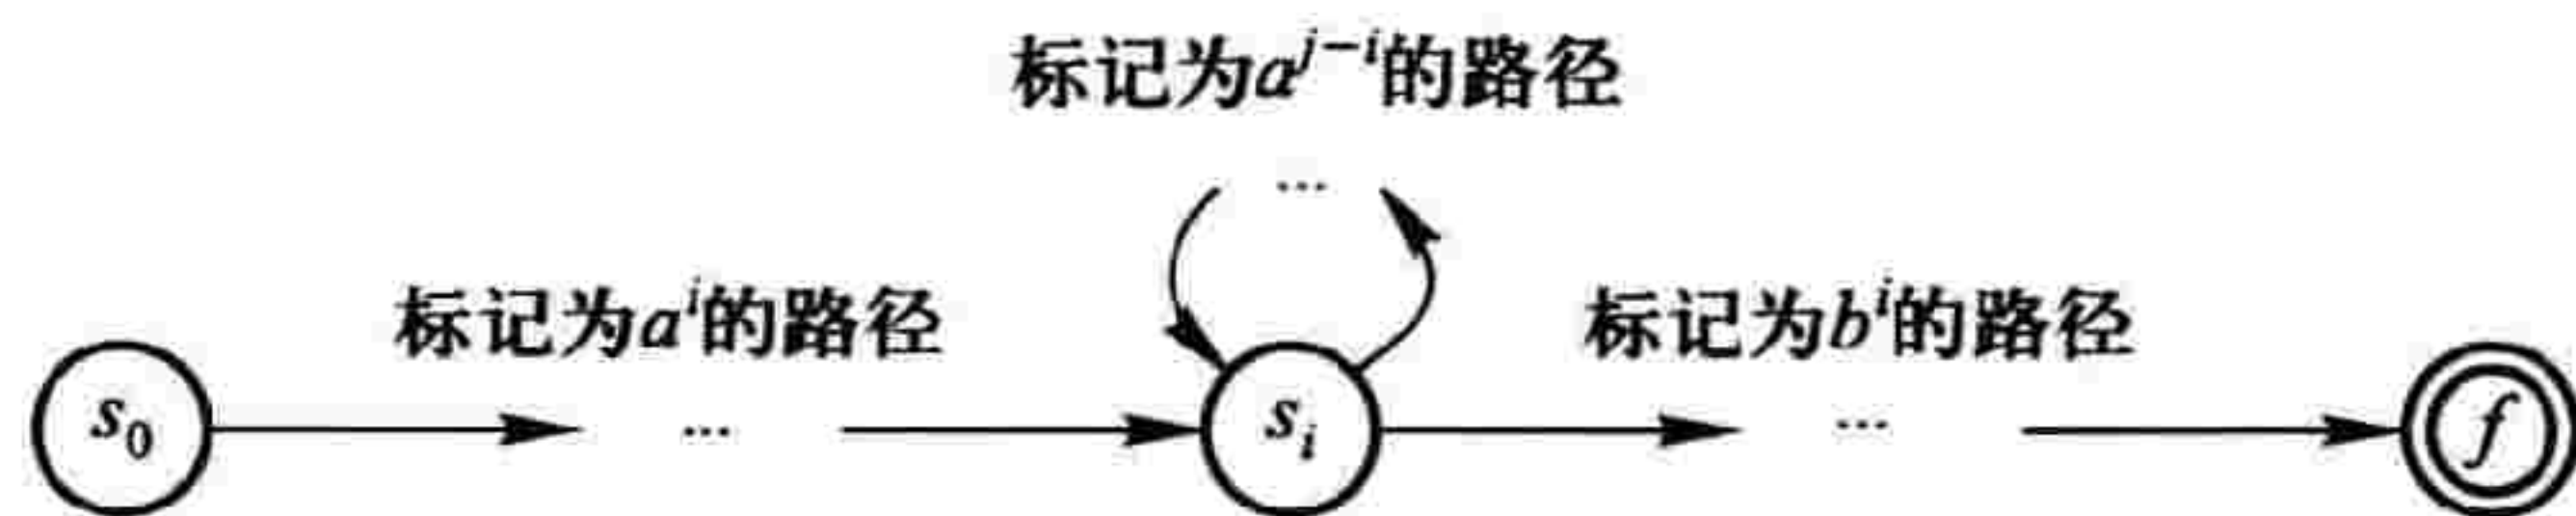 标记为a^{j-i}的路径
...
标记为a^i的路径
标记为b^i的路径
s_0 ... s_i ... f